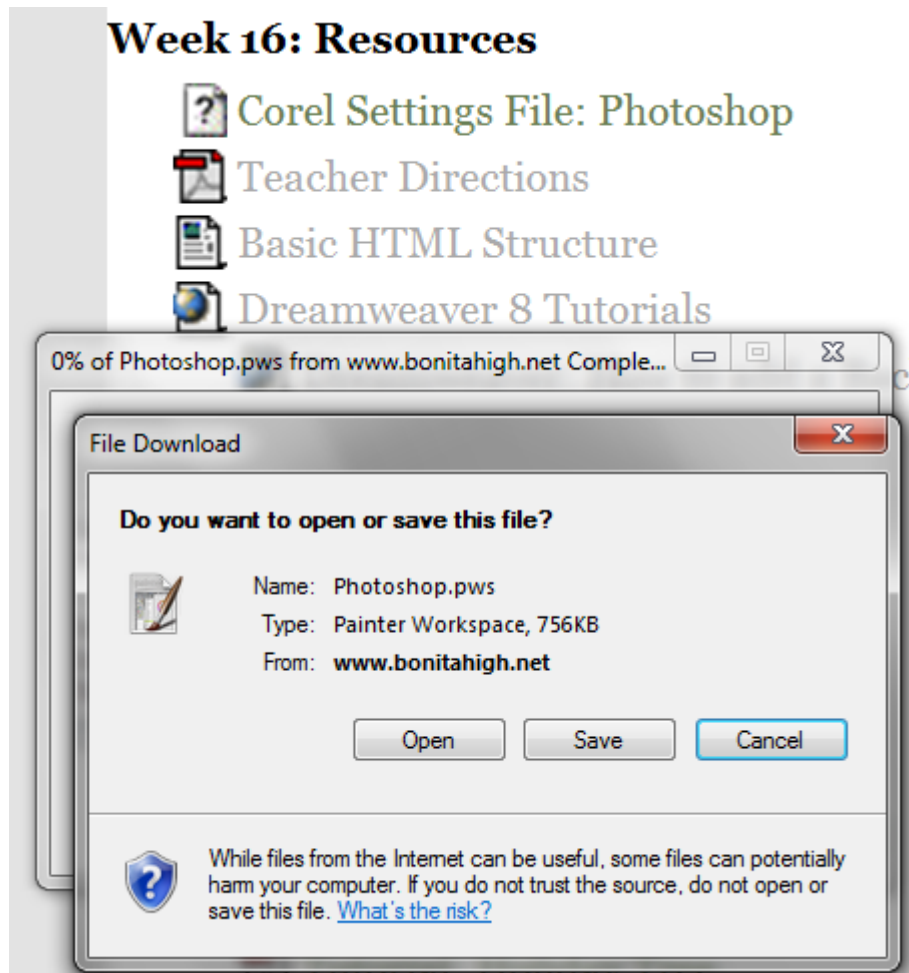 Week 16: Resources
Corel Settings File: Photoshop
Teacher Directions
Basic HTML Structure
Dreamweaver 8 Tutorials
0% of Photoshop.pws from www.bonitahigh.net Comple...
File Download
Do you want to open or save this file?
Name: Photoshop.pws
Type: Painter Workspace, 756KB
From: www.bonitahigh.net
Open Save Cancel
While files from the Internet can be useful, some files can potentially
harm your computer. If you do not trust the source, do not open or
save this file. What's the risk?